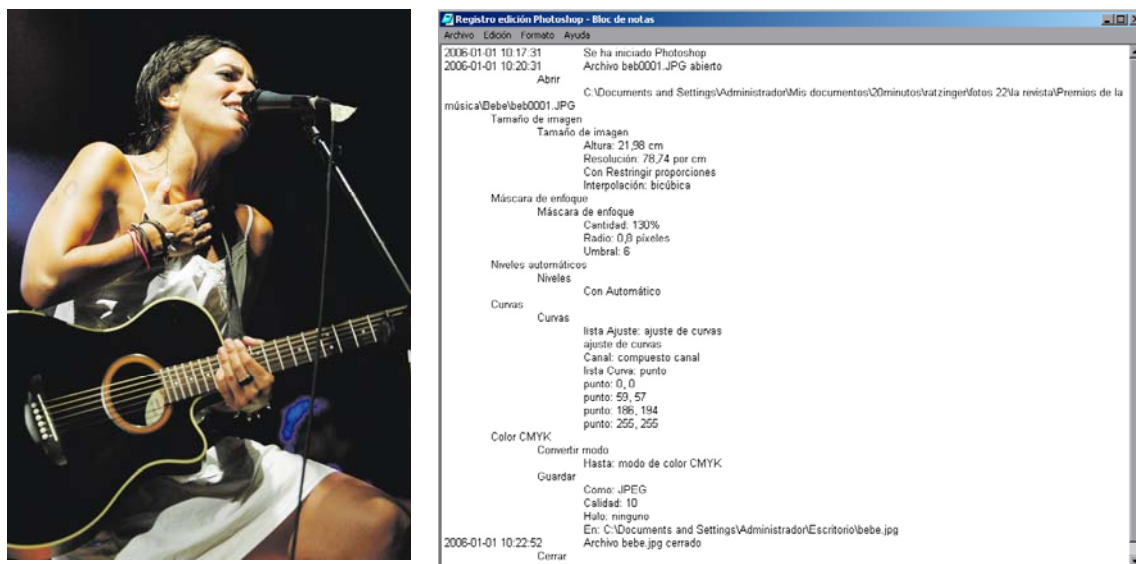 Registro edición Photoshop - Bloc de notas
Archivo Edición Formato Ayuda
2006-01-01 10:17:31 Se ha iniciado Photoshop
2006-01-01 10:20:31 Archivo beb0001.JPG abierto
Abrir
C:\Documents and Settings\Administrador\Mis documentos\20minutos\ratzinger\fotos 22\la revista\Premios de la
música\Bebe\beb0001.JPG
Tamaño de imagen
Tamaño de imagen
Altura: 21,98 cm
Resolución: 78,74 por cm
Con Restringir proporciones
Interpolación: bicúbica
Máscara de enfoque
Máscara de enfoque
Cantidad: 130%
Radio: 0,8 píxeles
Umbral: 6
Niveles automáticos
Niveles
Con Automático
Curvas
Curvas
lista Ajuste: ajuste de curvas
ajuste de curvas
Canal: compuesto canal
lista Curva: punto
punto: 0, 0
punto: 59, 57
punto: 186, 194
punto: 255, 255
Color CMYK
Convertir modo
Hasta: modo de color CMYK
Guardar
Como: JPEG
Calidad: 10
Halo: ninguno
En: C:\Documents and Settings\Administrador\Escritorio\bebe.jpg
2006-01-01 10:22:52 Archivo bebe.jpg cerrado
Cerrar